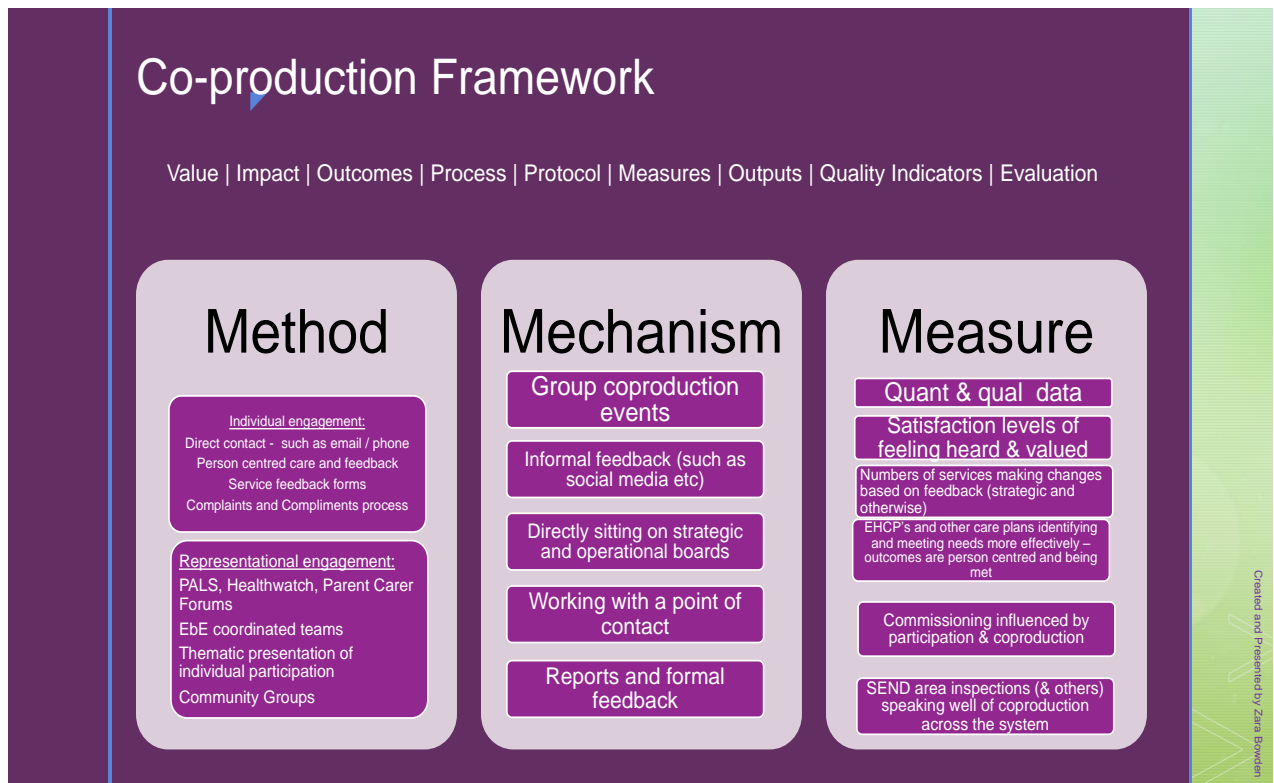 Co-production Framework
Value | Impact | Outcomes | Process | Protocol | Measures | Outputs | Quality Indicators | Evaluation
Method
Individual engagement:
Direct contact - such as email / phone
Person centred care and feedback
Service feedback forms
Complaints and Compliments process
Representational engagement:
PALS, Healthwatch, Parent Carer
Forums
EbE coordinated teams
Thematic presentation of
individual participation
Community Groups
Mechanism
Group coproduction
events
Informal feedback (such as
social media etc)
Directly sitting on strategic
and operational boards
Working with a point of
contact
Reports and formal
feedback
Measure
Quant & qual data
Satisfaction levels of
feeling heard & valued
Numbers of services making changes
based on feedback (strategic and
otherwise)
EHCP's and other care plans identifying
and meeting needs more effectively –
outcomes are person centred and being
met
Commissioning influenced by
participation & coproduction
SEND area inspections (& others)
speaking well of coproduction
across the system
Created and Presented by Zara Bowden